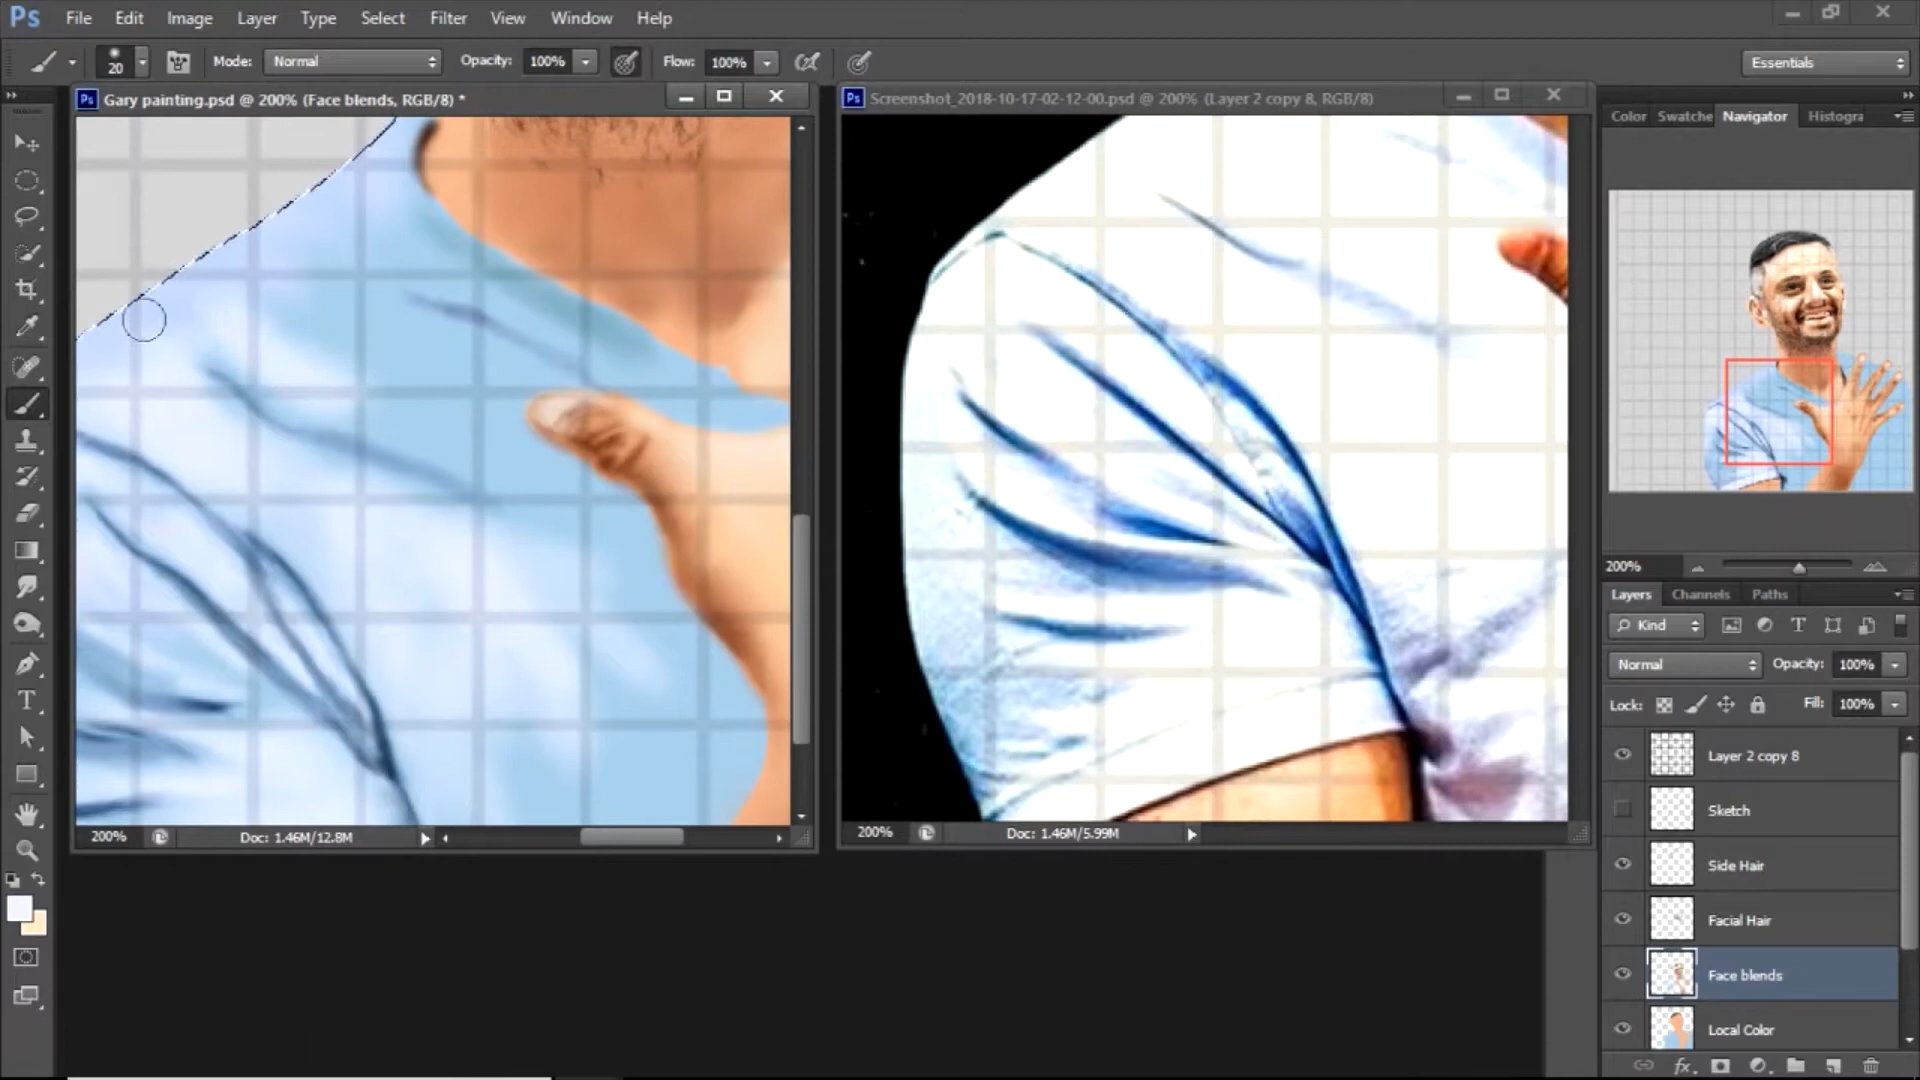 Ps File Edit Image Layer Type Select Filter View Window Help
20 Mode: Normal Opacity: 100% Flow: 100% Essentials
Ps Gary painting.psd @ 200% (Face blends, RGB/8) *
Ps Screenshot_2018-10-17-02-12-00.psd @ 200% (Layer 2 copy 8, RGB/8)
Color Swatche Navigator Histogra
200%
Layers Channels Paths
Kind
Normal Opacity: 100%
Lock: Fill: 100%
Layer 2 copy 8
Sketch
Side Hair
Facial Hair
Face blends
Local Color
200% Doc: 1.46M/12.8M
200% Doc: 1.46M/5.99M